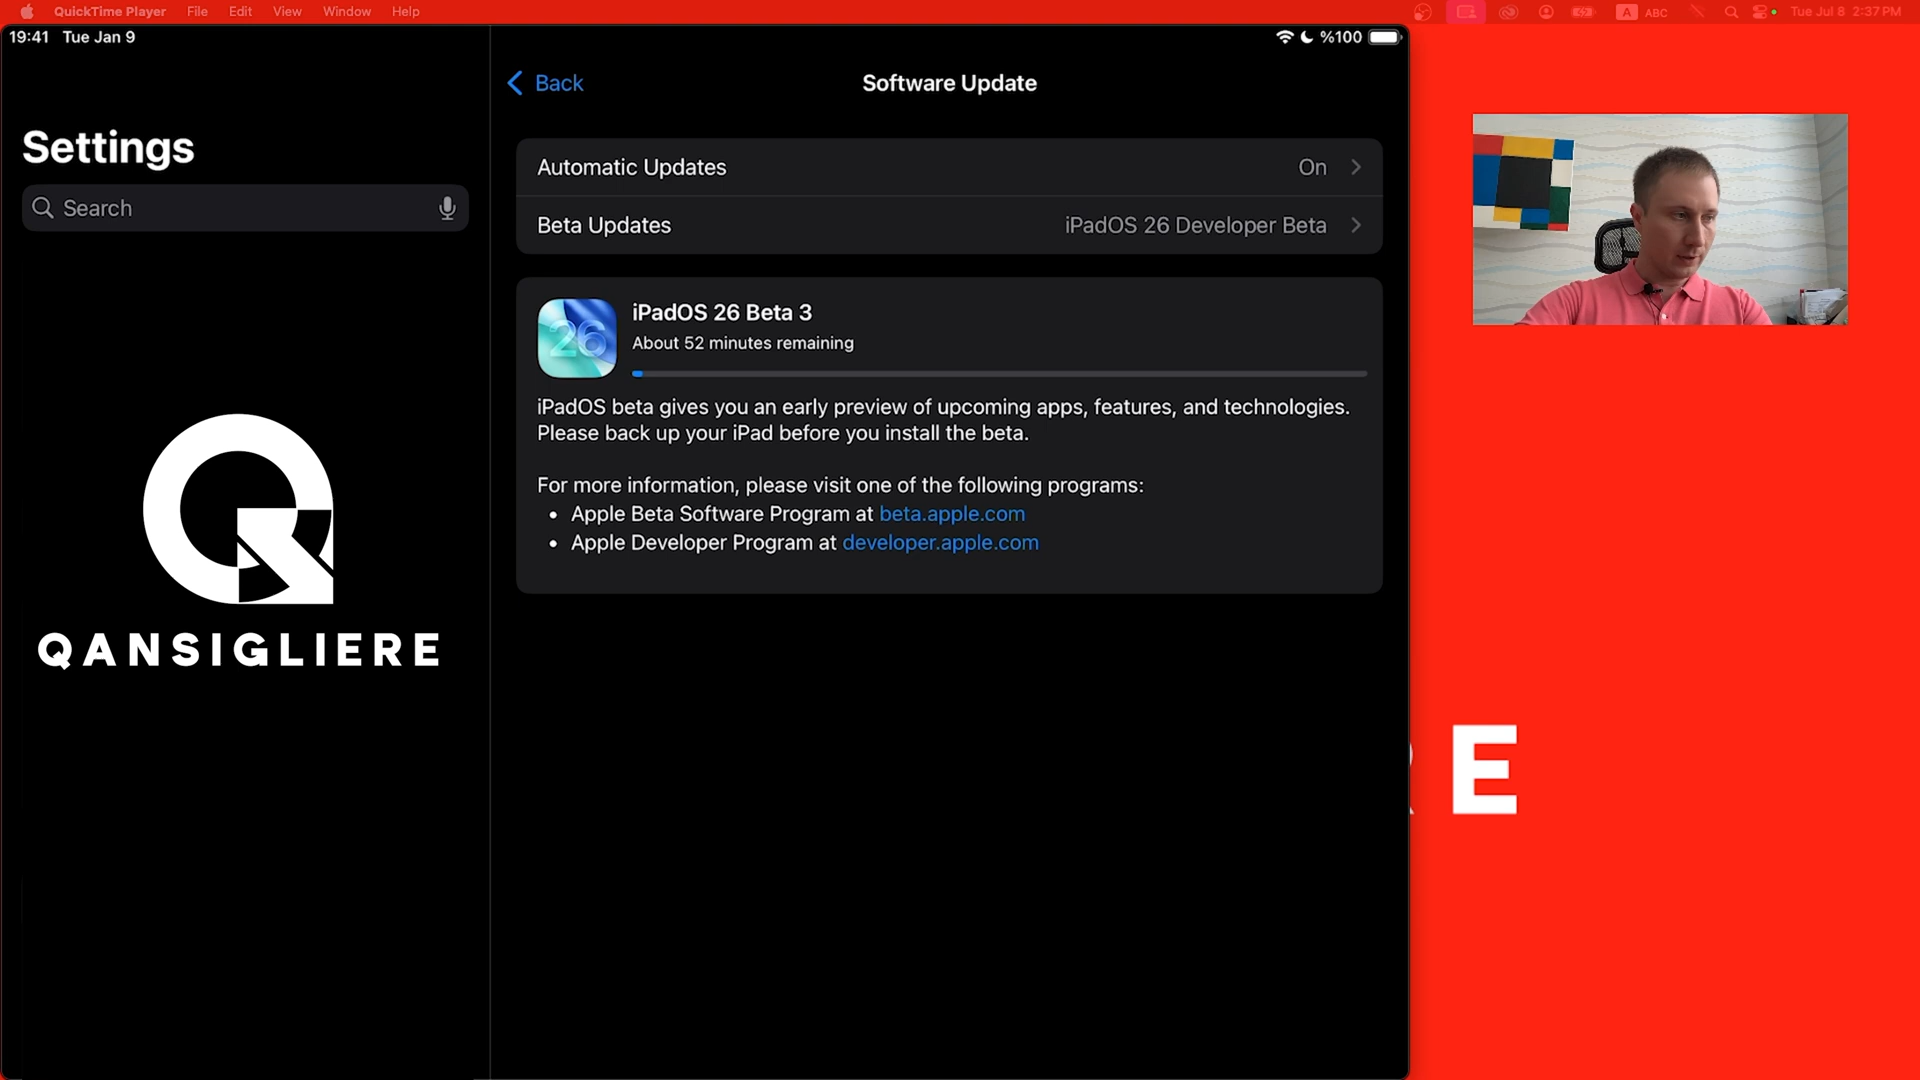 QuickTime Player File Edit View Window Help
A ABC Tue Jul 8 2:37 PM
19:41 Tue Jan 9
%100
Settings
Search
QANSIGLIERE
Back
Software Update
Automatic Updates On
Beta Updates iPadOS 26 Developer Beta
26
iPadOS 26 Beta 3
About 52 minutes remaining
iPadOS beta gives you an early preview of upcoming apps, features, and technologies.
Please back up your iPad before you install the beta.
For more information, please visit one of the following programs:
• Apple Beta Software Program at beta.apple.com
• Apple Developer Program at developer.apple.com
E